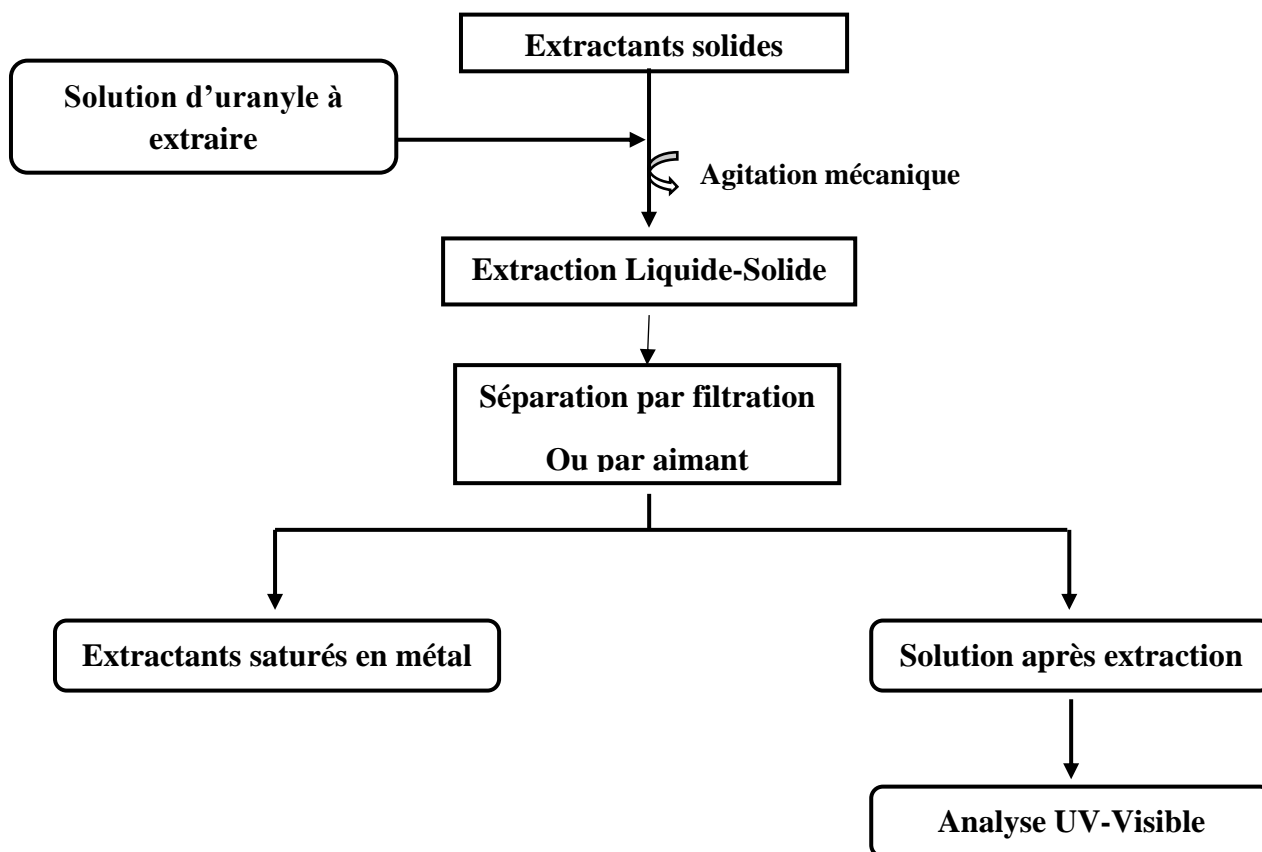 Extractants solides
Solution d’uranyle à
extraire
Agitation mécanique
Extraction Liquide-Solide
Séparation par filtration
Ou par aimant
Extractants saturés en métal
Solution après extraction
Analyse UV-Visible